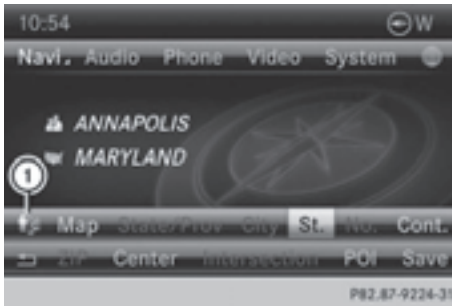 10:54 W
Navi. Audio Phone Video System
ANNAPOLIS
MARYLAND
1
Map State/Prov City St. No. Cont.
ZIP Center Intersection POI Save
P82.87-9224-31